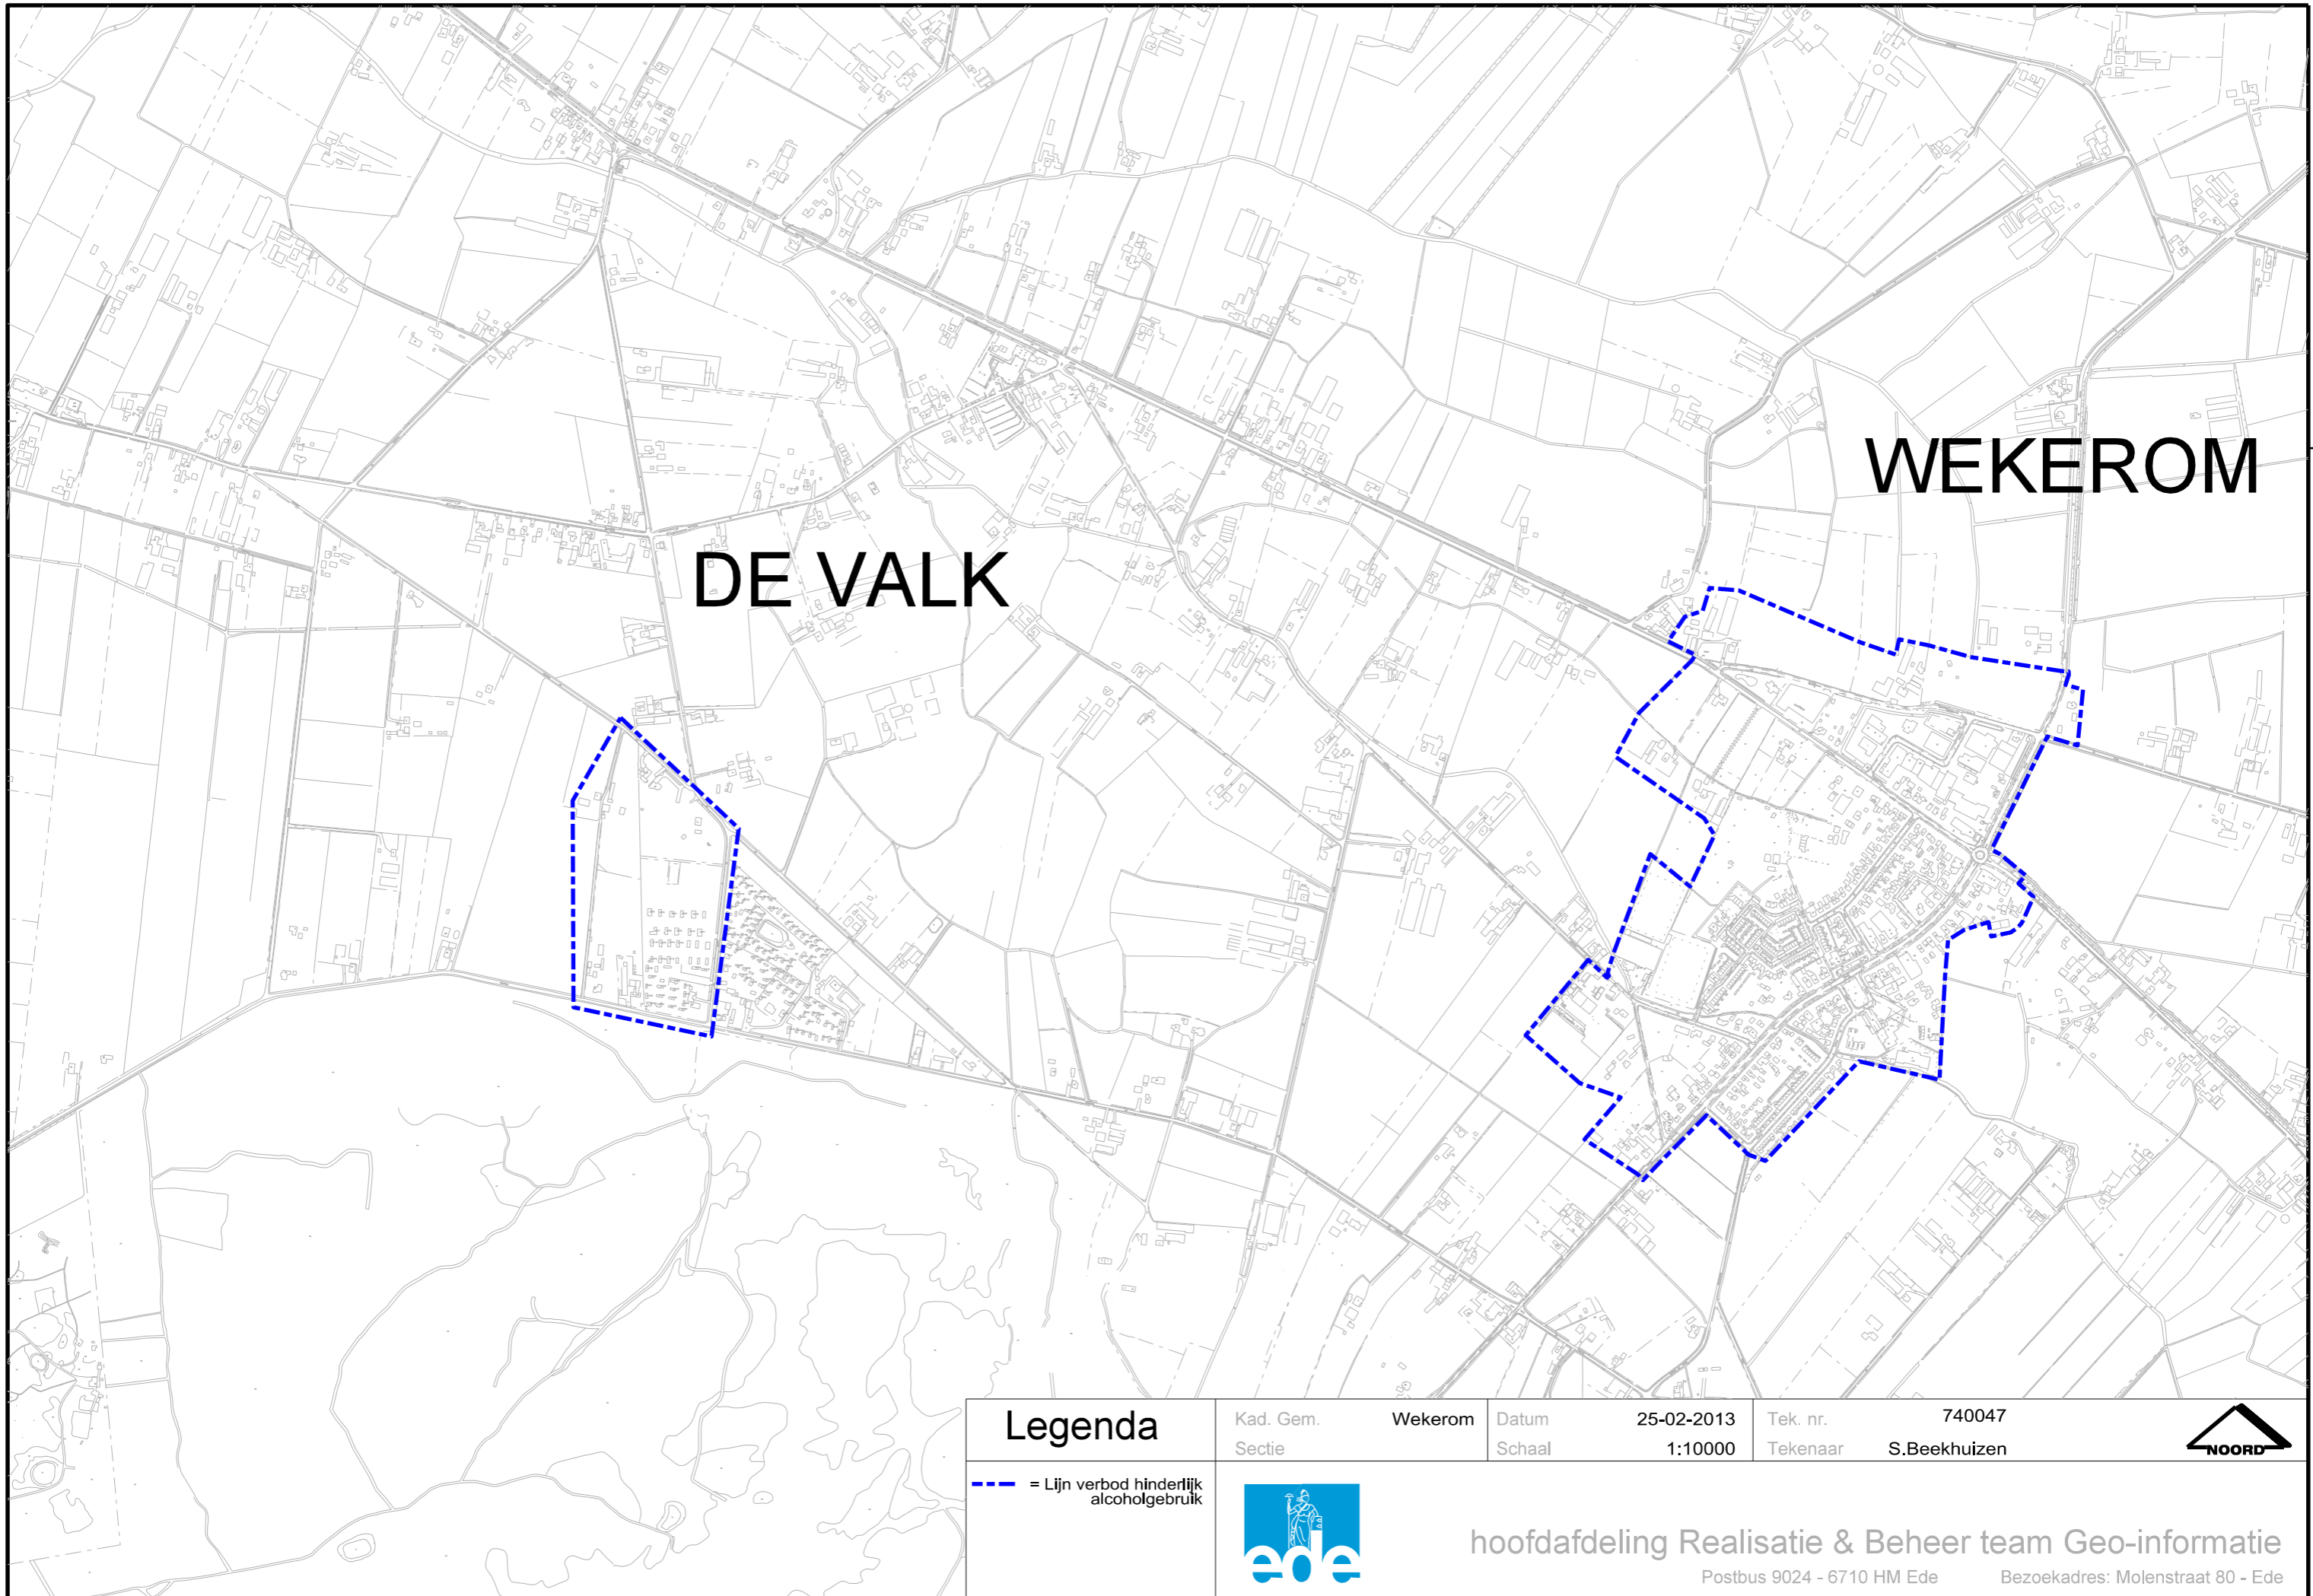 WEKEROM
DE VALK
Legenda
= Lijn verbod hinderlijk
alcoholgebruik
Kad. Gem. Wekerom
Sectie
Datum 25-02-2013
Schaal 1:10000
Tek. nr. 740047
Tekenaar S.Beekhuizen
NOORD
ede
hoofdafdeling Realisatie & Beheer team Geo-informatie
Postbus 9024 - 6710 HM Ede Bezoekadres: Molenstraat 80 - Ede